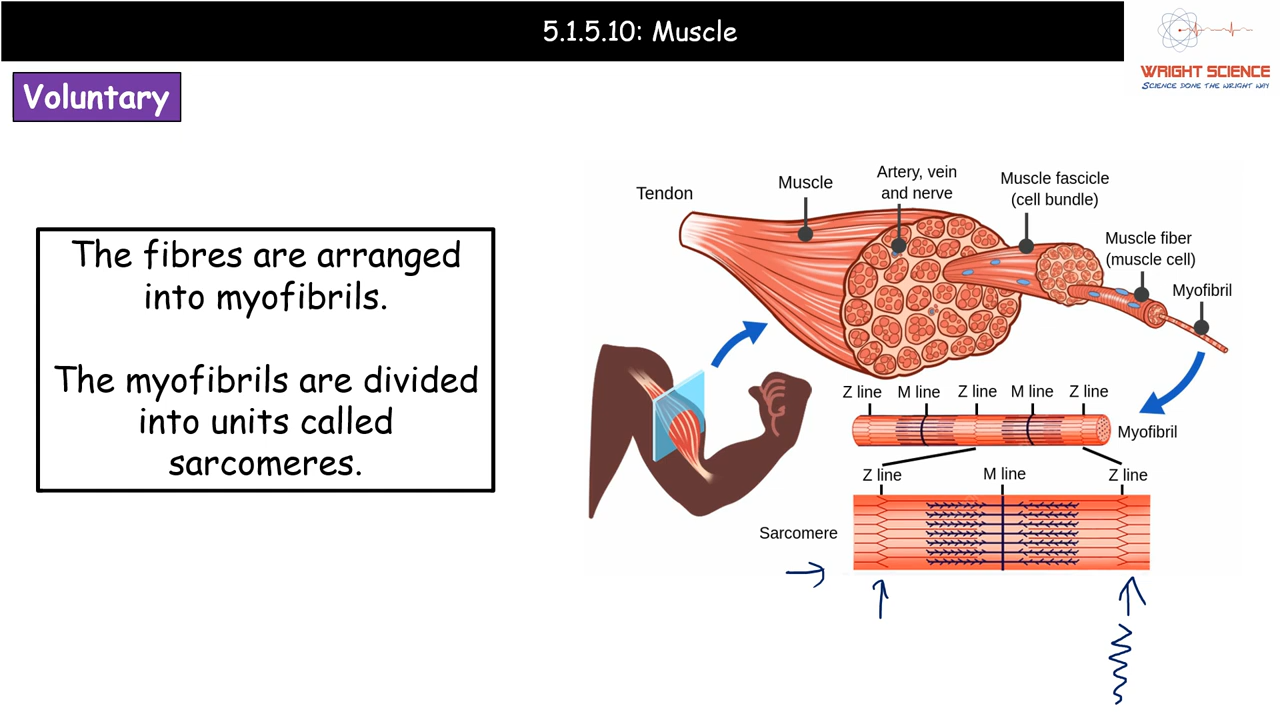 5.1.5.10: Muscle
WRIGHT SCIENCE
SCIENCE DONE THE WRIGHT WAY
Voluntary
The fibres are arranged
into myofibrils.
The myofibrils are divided
into units called
sarcomeres.
Tendon
Muscle
Artery, vein
and nerve
Muscle fascicle
(cell bundle)
Muscle fiber
(muscle cell)
Myofibril
Z line M line Z line M line Z line
Myofibril
Z line M line Z line
Sarcomere